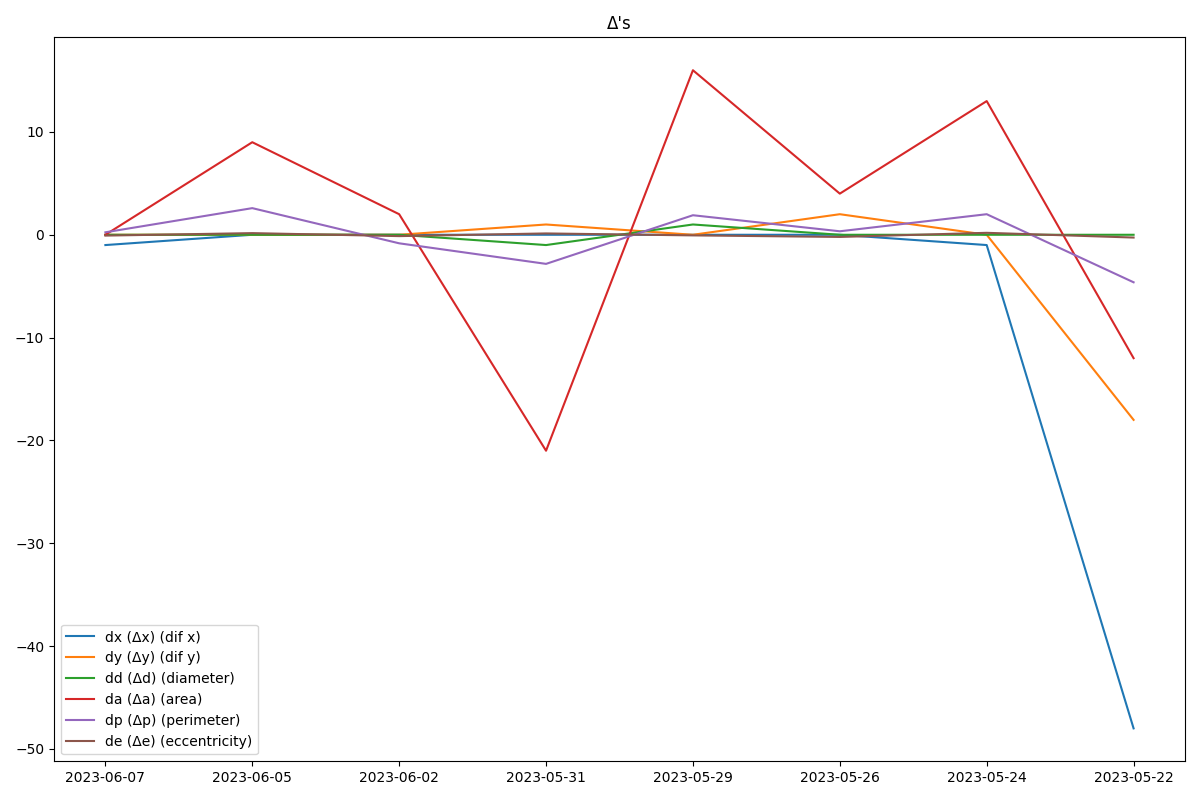 Δ's
10
0
−10
−20
−30
−40
−50
dx (Δx) (dif x)
dy (Δy) (dif y)
dd (Δd) (diameter)
da (Δa) (area)
dp (Δp) (perimeter)
de (Δe) (eccentricity)
2023-06-07 2023-06-05 2023-06-02 2023-05-31 2023-05-29 2023-05-26 2023-05-24 2023-05-22